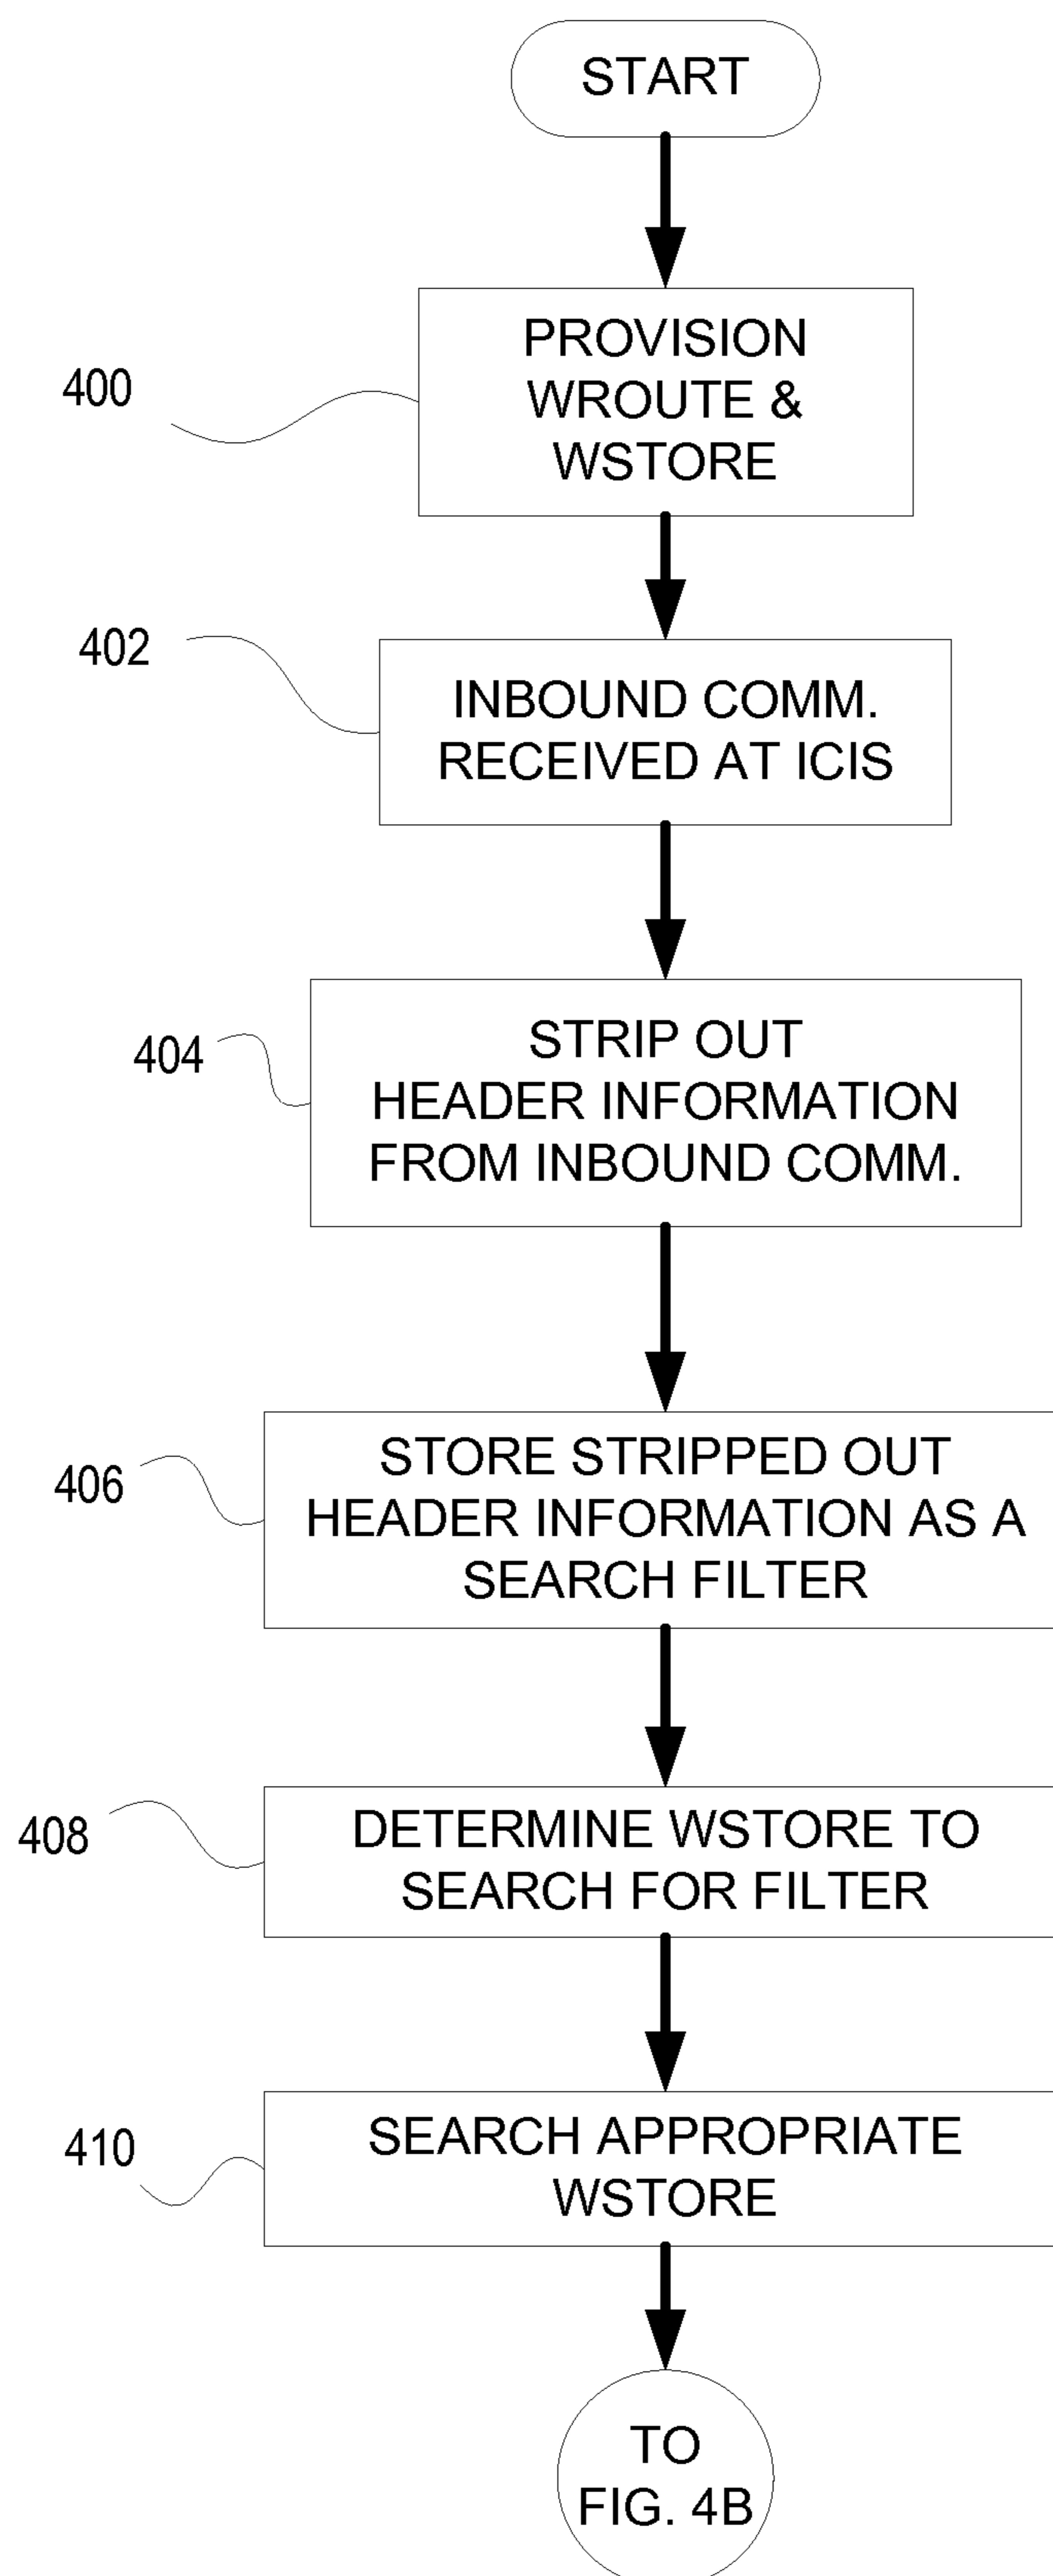 START
400
PROVISION
WROUTE &
WSTORE
402
INBOUND COMM.
RECEIVED AT ICIS
404
STRIP OUT
HEADER INFORMATION
FROM INBOUND COMM.
406
STORE STRIPPED OUT
HEADER INFORMATION AS A
SEARCH FILTER
408
DETERMINE WSTORE TO
SEARCH FOR FILTER
410
SEARCH APPROPRIATE
WSTORE
TO
FIG. 4B